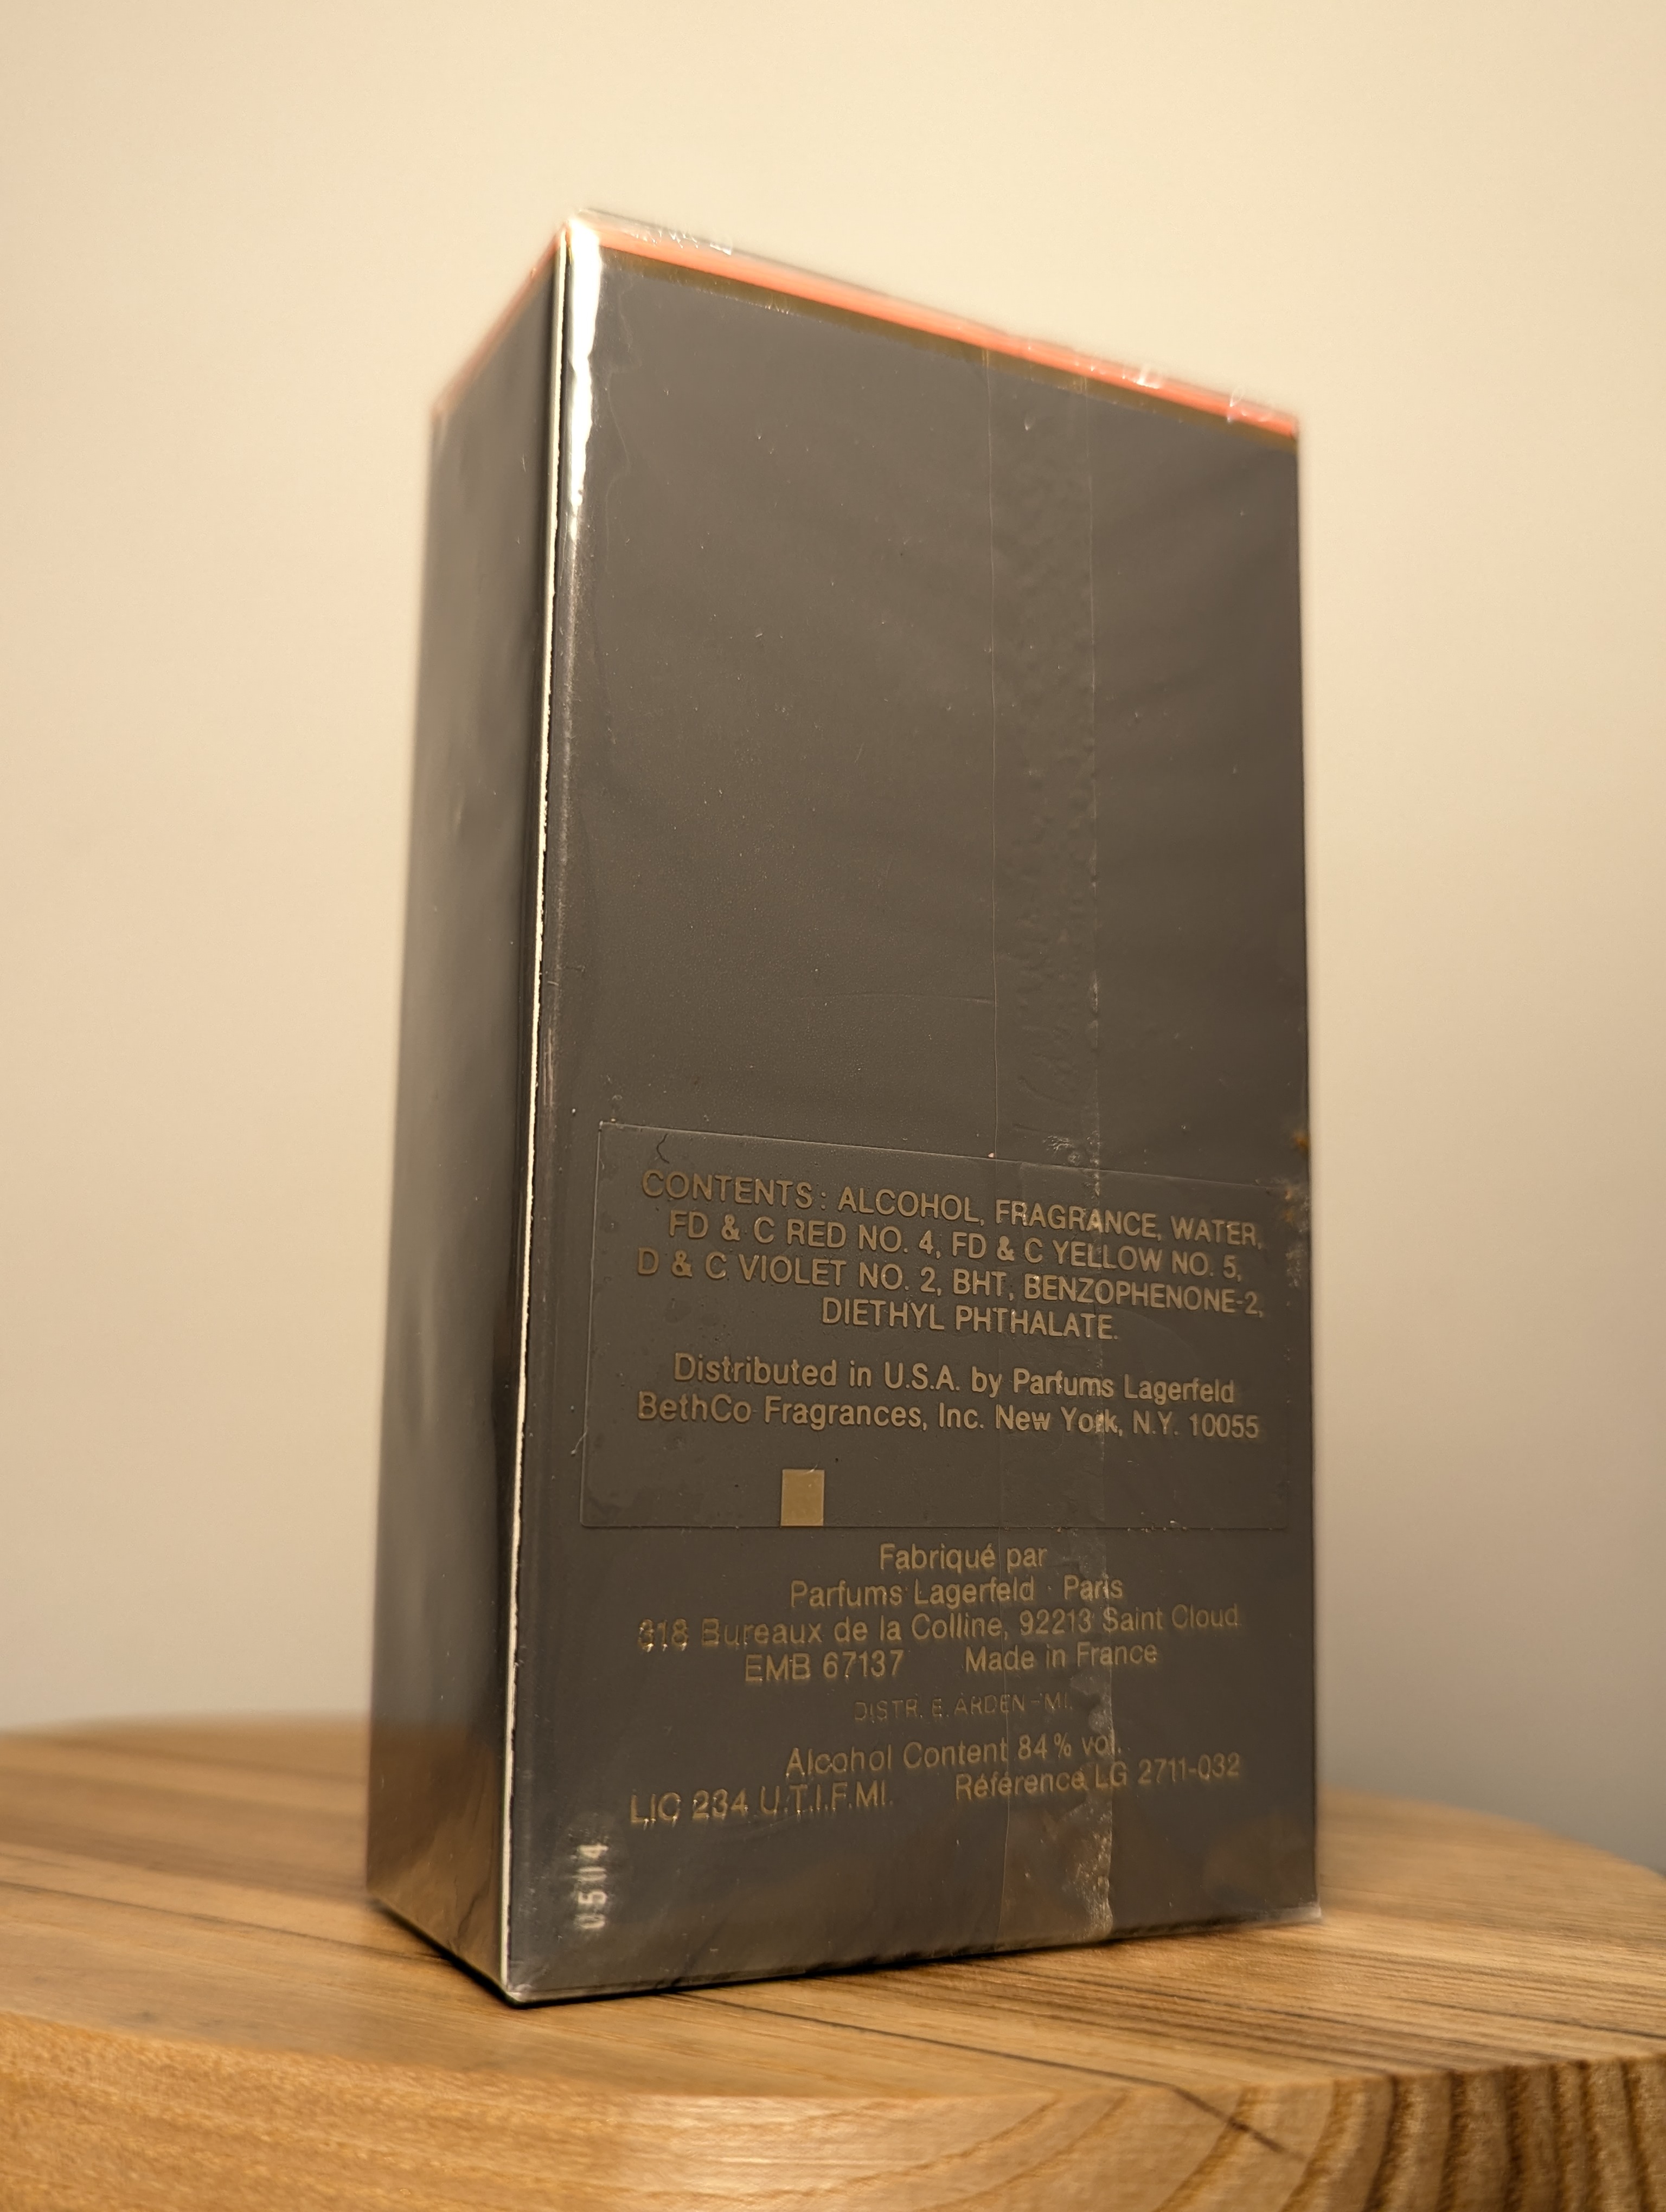 CONTENTS : ALCOHOL, FRAGRANCE, WATER,
FD & C RED NO. 4, FD & C YELLOW NO. 5,
D & C VIOLET NO. 2, BHT, BENZOPHENONE-2,
DIETHYL PHTHALATE.
Distributed in U.S.A. by Parfums Lagerfeld
BethCo Fragrances, Inc. New York, N.Y. 10055
Fabriqué par
Parfums Lagerfeld · Paris
Bureaux de la Colline, 92213 Saint Cloud
EMB 67137 Made in France
DISTR. E. ARDEN - MI.
Alcohol Content 84% vol.
LIC 234 U.T.I.F.MI. Référence LG 2711-032